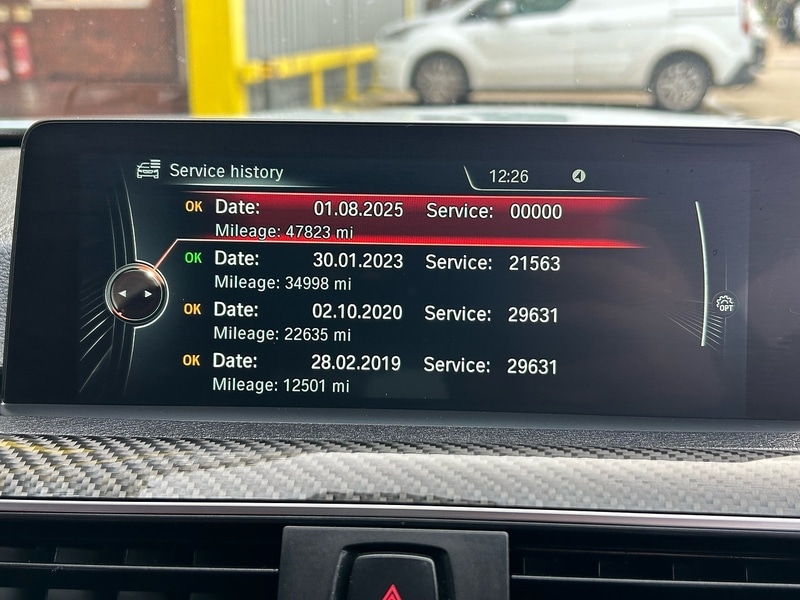 Service history 12:26
OK Date: 01.08.2025 Service: 00000
Mileage: 47823 mi
OK Date: 30.01.2023 Service: 21563
Mileage: 34998 mi
OK Date: 02.10.2020 Service: 29631
Mileage: 22635 mi
OPT
OK Date: 28.02.2019 Service: 29631
Mileage: 12501 mi